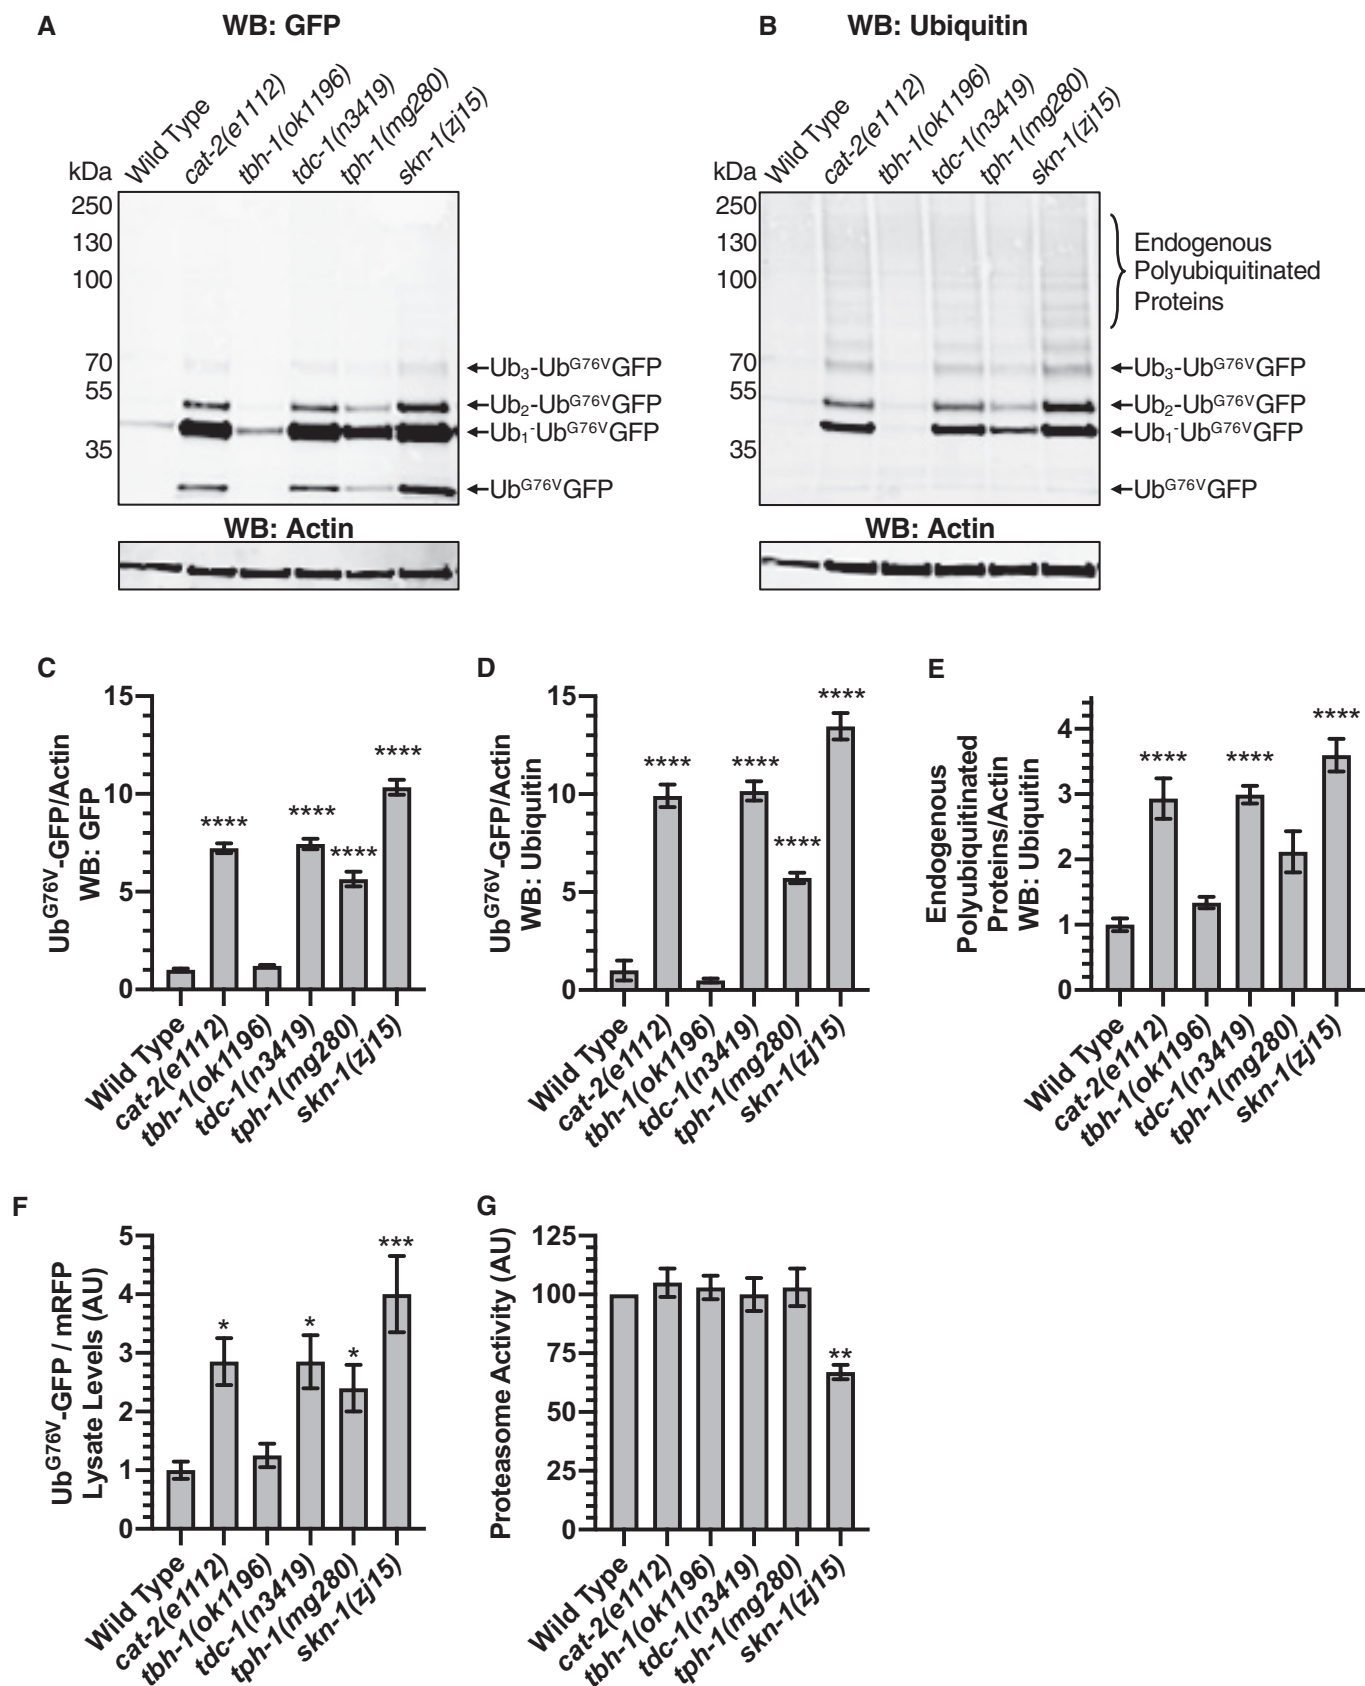 A
WB: GFP
Wild Type
cat-2(e1112)
tbh-1(ok1196)
tdc-1(n3419)
tph-1(mg280)
skn-1(zj15)
kDa
250
130
100
70
55
35
←Ub₃-Ubᴳ⁷⁶ⱽGFP
←Ub₂-Ubᴳ⁷⁶ⱽGFP
←Ub₁-Ubᴳ⁷⁶ⱽGFP
←Ubᴳ⁷⁶ⱽGFP
WB: Actin
B
WB: Ubiquitin
Wild Type
cat-2(e1112)
tbh-1(ok1196)
tdc-1(n3419)
tph-1(mg280)
skn-1(zj15)
kDa
250
130
100
70
55
35
Endogenous
Polyubiquitinated
Proteins
←Ub₃-Ubᴳ⁷⁶ⱽGFP
←Ub₂-Ubᴳ⁷⁶ⱽGFP
←Ub₁-Ubᴳ⁷⁶ⱽGFP
←Ubᴳ⁷⁶ⱽGFP
WB: Actin
C
Ubᴳ⁷⁶ⱽ-GFP/Actin
WB: GFP
15
10
5
0
****
****
****
****
Wild Type
cat-2(e1112)
tbh-1(ok1196)
tdc-1(n3419)
tph-1(mg280)
skn-1(zj15)
D
Ubᴳ⁷⁶ⱽ-GFP/Actin
WB: Ubiquitin
15
10
5
0
****
****
****
****
Wild Type
cat-2(e1112)
tbh-1(ok1196)
tdc-1(n3419)
tph-1(mg280)
skn-1(zj15)
E
Endogenous
Polyubiquitinated
Proteins/Actin
WB: Ubiquitin
4
3
2
1
0
****
****
****
Wild Type
cat-2(e1112)
tbh-1(ok1196)
tdc-1(n3419)
tph-1(mg280)
skn-1(zj15)
F
Ubᴳ⁷⁶ⱽ-GFP / mRFP
Lysate Levels (AU)
5
4
3
2
1
0
*
*
*
***
Wild Type
cat-2(e1112)
tbh-1(ok1196)
tdc-1(n3419)
tph-1(mg280)
skn-1(zj15)
G
Proteasome Activity (AU)
125
100
75
50
25
0
**
Wild Type
cat-2(e1112)
tbh-1(ok1196)
tdc-1(n3419)
tph-1(mg280)
skn-1(zj15)